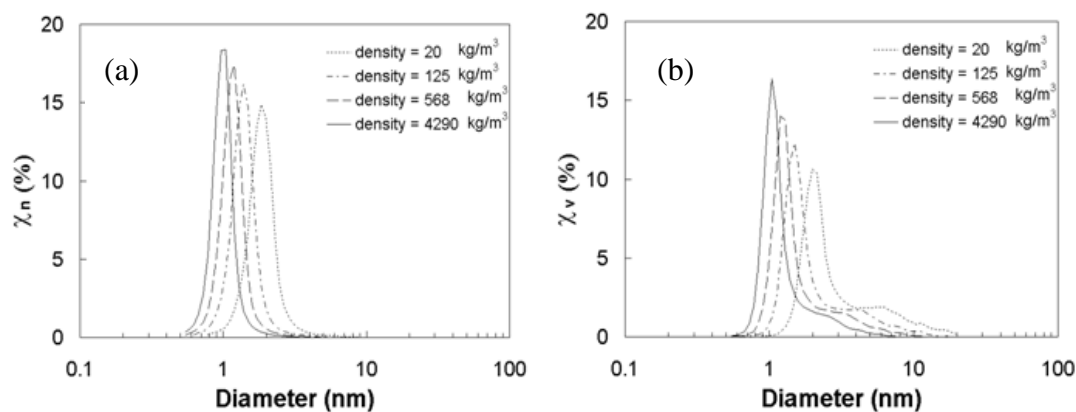 20
15
10
5
0
χn (%)
(a)
density = 20 kg/m³
density = 125 kg/m³
density = 568 kg/m³
density = 4290 kg/m³
0.1 1 10 100
Diameter (nm)
20
15
10
5
0
χv (%)
(b)
density = 20 kg/m³
density = 125 kg/m³
density = 568 kg/m³
density = 4290 kg/m³
0.1 1 10 100
Diameter (nm)